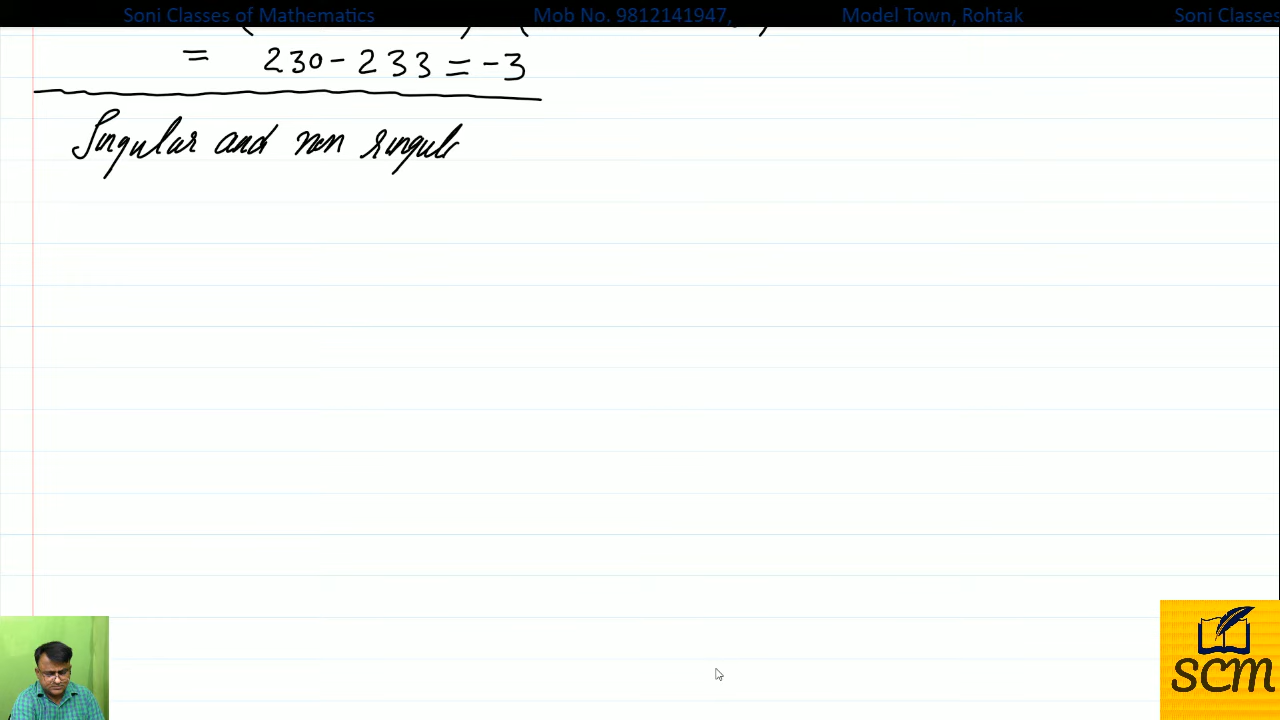 Soni Classes of Mathematics Mob No. 9812141947, Model Town, Rohtak Soni Classes
= 230 - 233 = -3
Singular and non singul
SCM